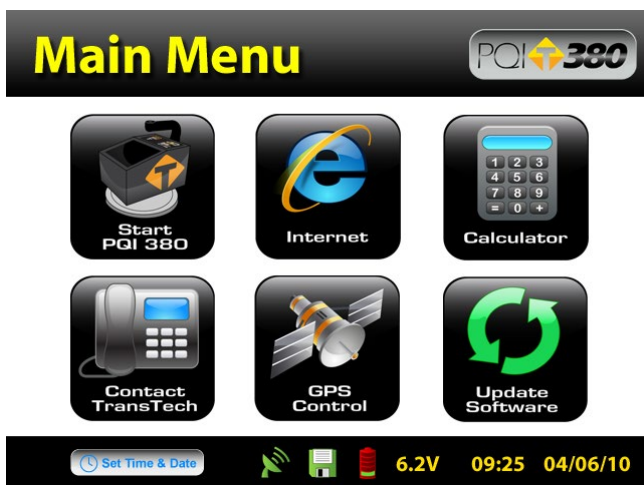 Main Menu
PQI T 380
T
Start
PQI 380
Internet
1 2 3
4 5 6
7 8 9
= 0 +
Calculator
Contact
TransTech
GPS
Control
Update
Software
Set Time & Date
6.2V
09:25
04/06/10